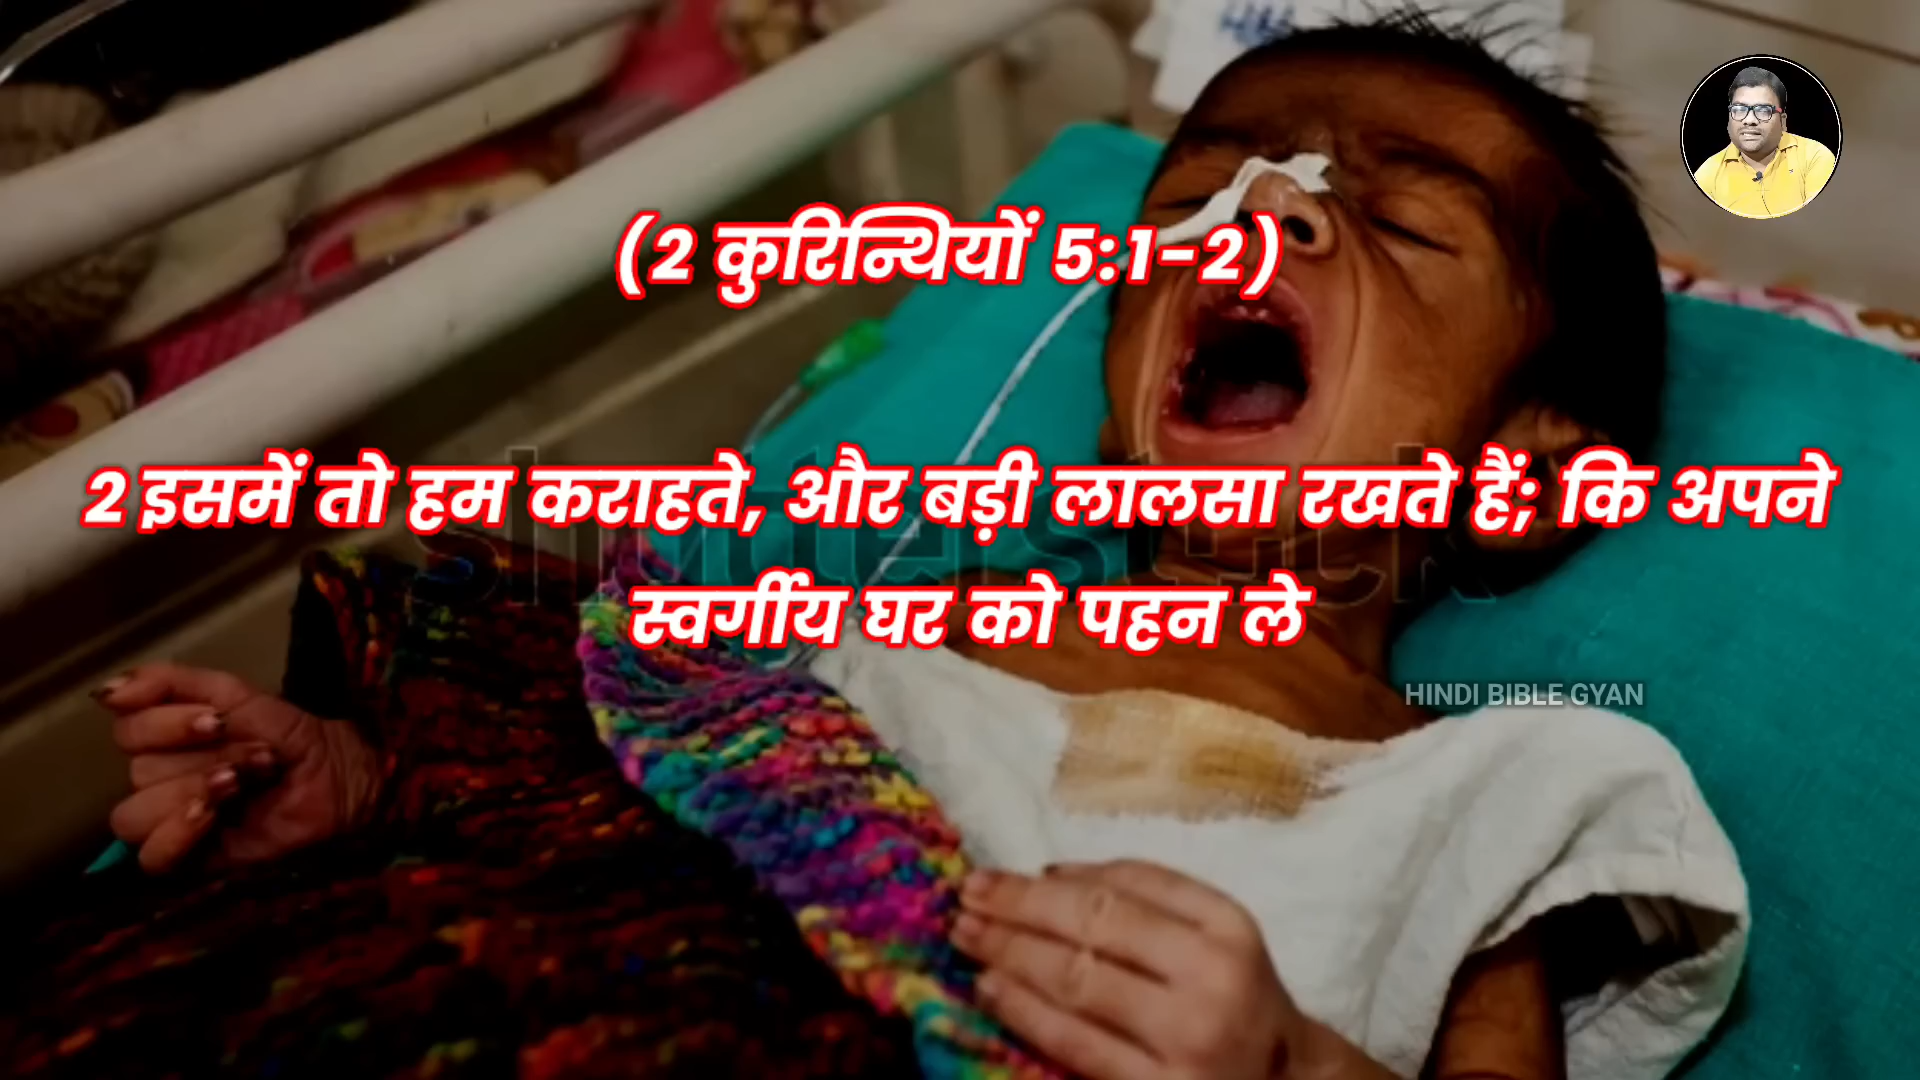 (2 कुरिन्थियों 5:1-2)
2 इसमें तो हम कराहते, और बड़ी लालसा रखते हैं; कि अपने
स्वर्गीय घर को पहन ले
shutterstock
HINDI BIBLE GYAN